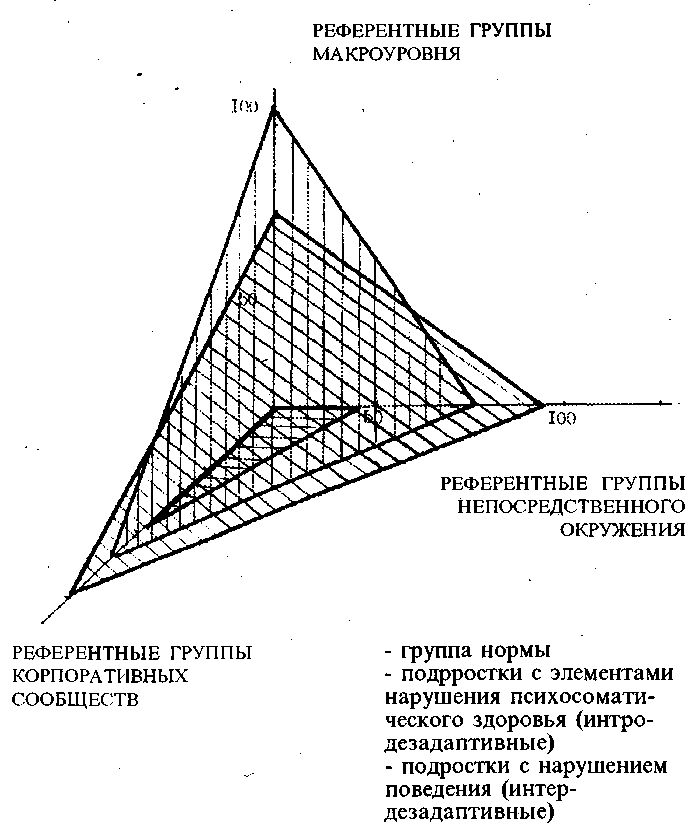 РЕФЕРЕНТНЫЕ ГРУППЫ
МАКРОУРОВНЯ
100
50
50
100
РЕФЕРЕНТНЫЕ ГРУППЫ
НЕПОСРЕДСТВЕННОГО
ОКРУЖЕНИЯ
РЕФЕРЕНТНЫЕ ГРУППЫ
КОРПОРАТИВНЫХ
СООБЩЕСТВ
- группа нормы
- подрростки с элементами
нарушения психосомати-
ческого здоровья (интро-
дезадаптивные)
- подростки с нарушением
поведения (интер-
дезадаптивные)